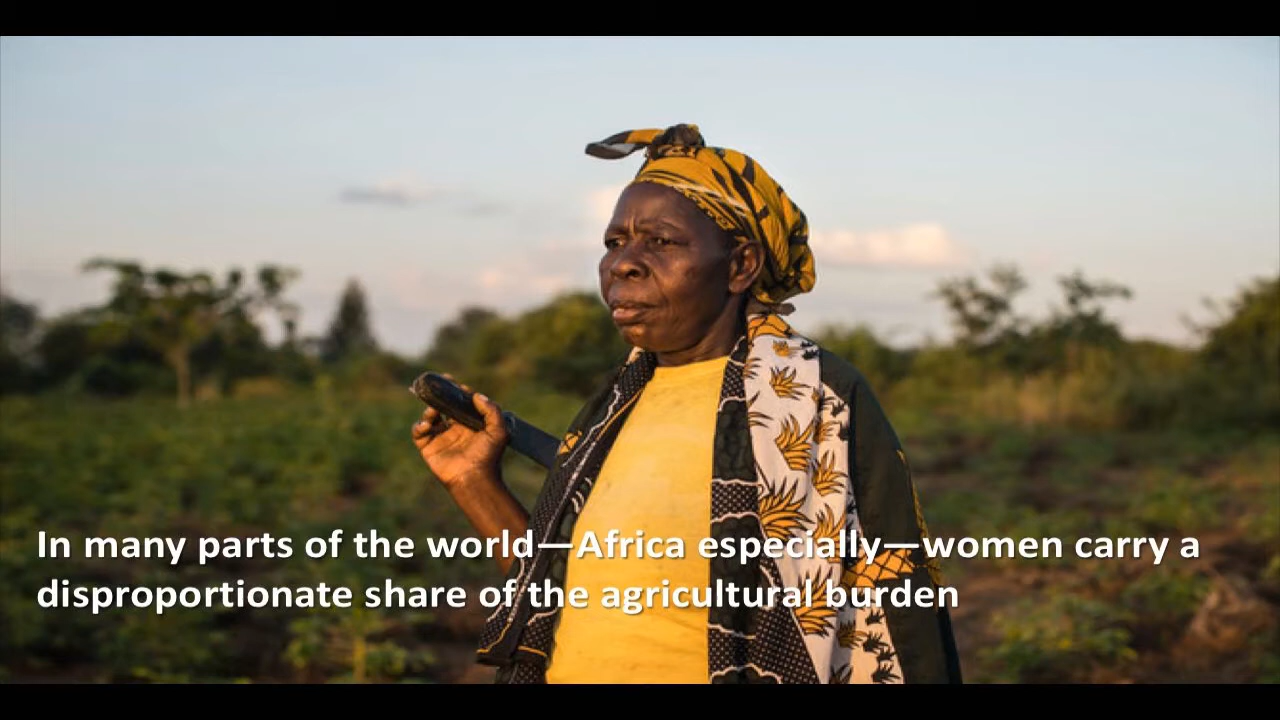 In many parts of the world—Africa especially—women carry a
disproportionate share of the agricultural burden